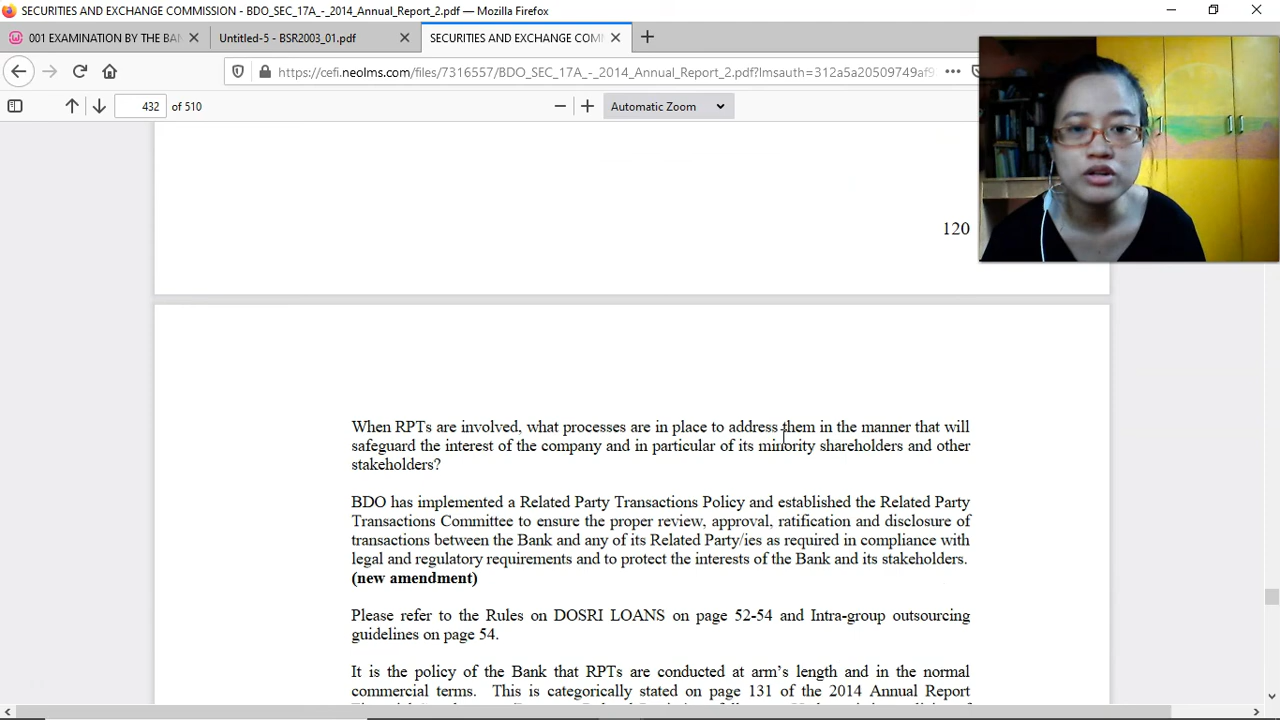 SECURITIES AND EXCHANGE COMMISSION - BDO_SEC_17A_-_2014_Annual_Report_2.pdf — Mozilla Firefox
001 EXAMINATION BY THE BAN
Untitled-5 - BSR2003_01.pdf
SECURITIES AND EXCHANGE COMM
https://cefi.neolms.com/files/7316557/BDO_SEC_17A_-_2014_Annual_Report_2.pdf?lmsauth=312a5a20509749af9
432 of 510
Automatic Zoom
120
When RPTs are involved, what processes are in place to address them in the manner that will
safeguard the interest of the company and in particular of its minority shareholders and other
stakeholders?
BDO has implemented a Related Party Transactions Policy and established the Related Party
Transactions Committee to ensure the proper review, approval, ratification and disclosure of
transactions between the Bank and any of its Related Party/ies as required in compliance with
legal and regulatory requirements and to protect the interests of the Bank and its stakeholders.
(new amendment)
Please refer to the Rules on DOSRI LOANS on page 52-54 and Intra-group outsourcing
guidelines on page 54.
It is the policy of the Bank that RPTs are conducted at arm's length and in the normal
commercial terms. This is categorically stated on page 131 of the 2014 Annual Report